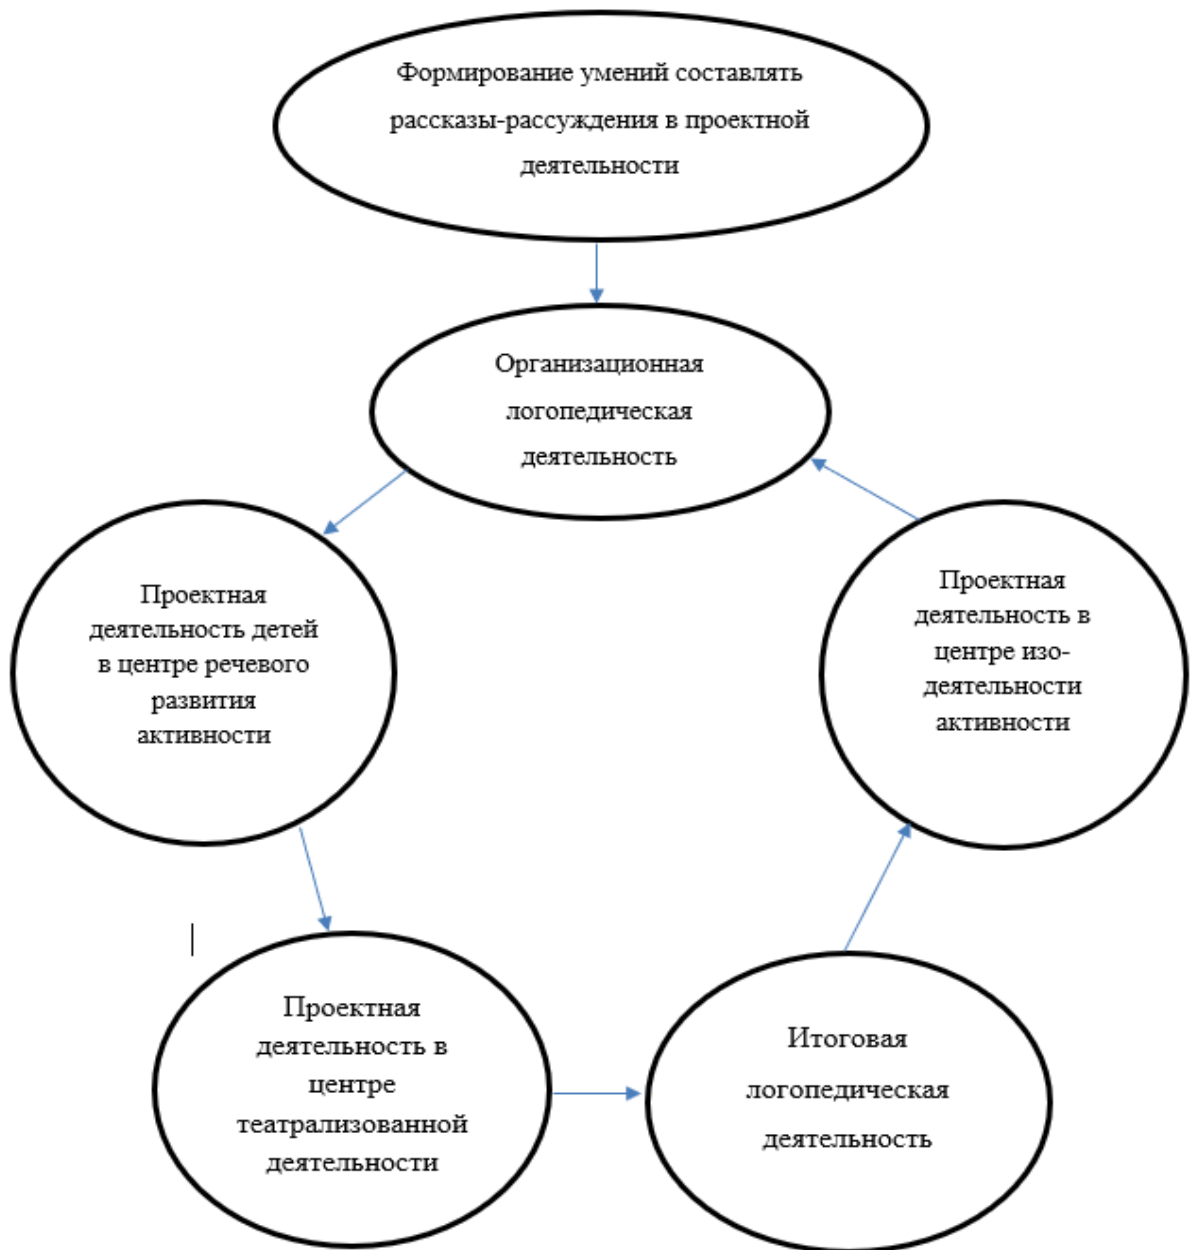 Формирование умений составлять
рассказы-рассуждения в проектной
деятельности
Организационная
логопедическая
деятельность
Проектная
деятельность детей
в центре речевого
развития
активности
Проектная
деятельность в
центре изо-
деятельности
активности
Проектная
деятельность в
центре
театрализованной
деятельности
Итоговая
логопедическая
деятельность